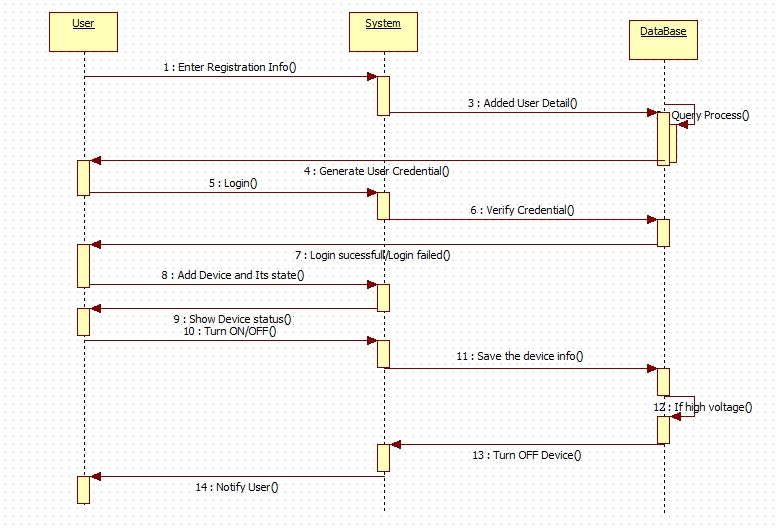 User
System
DataBase
1 : Enter Registration Info()
3 : Added User Detail()
Query Process()
4 : Generate User Credential()
5 : Login()
6 : Verify Credential()
7 : Login sucessfull/Login failed()
8 : Add Device and Its state()
9 : Show Device status()
10 : Turn ON/OFF()
11 : Save the device info()
12 : If high voltage()
13 : Turn OFF Device()
14 : Notify User()